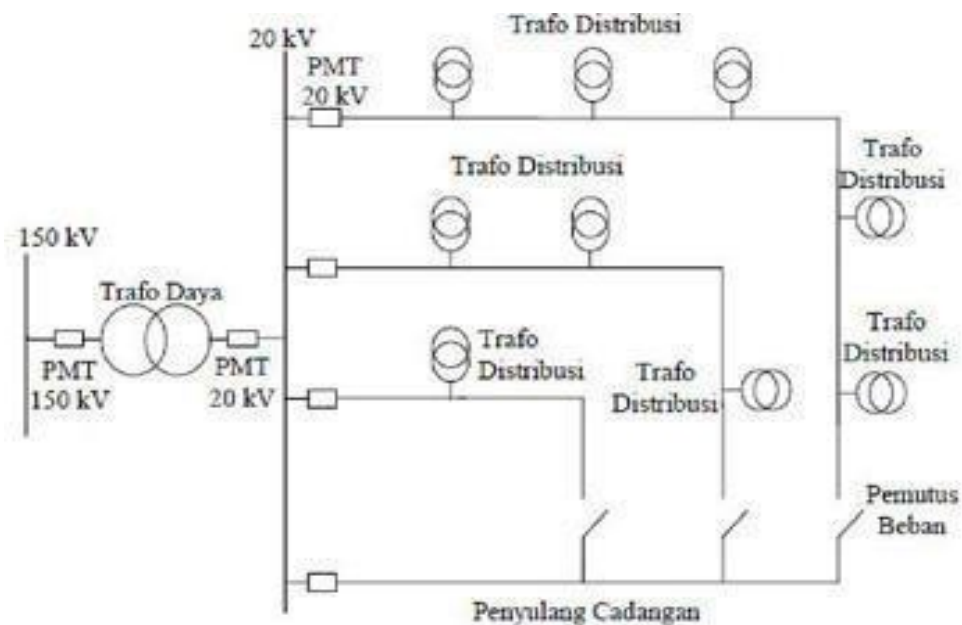 Trafo Distribusi
20 kV
PMT
20 kV
Trafo Distribusi
Trafo
Distribusi
150 kV
Trafo Daya
PMT
150 kV
PMT
20 kV
Trafo
Distribusi
Trafo
Distribusi
Trafo
Distribusi
Pemutus
Beban
Penyulang Cadangan